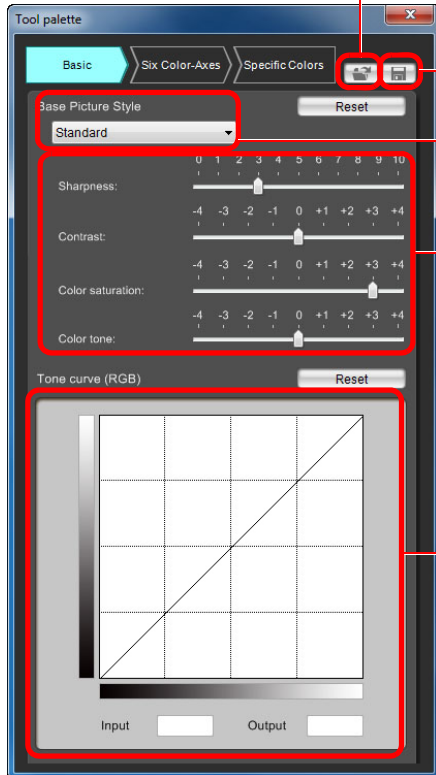 Tool palette
Basic Six Color-Axes Specific Colors
Base Picture Style Reset
Standard
0 1 2 3 4 5 6 7 8 9 10
Sharpness:
-4 -3 -2 -1 0 +1 +2 +3 +4
Contrast:
-4 -3 -2 -1 0 +1 +2 +3 +4
Color saturation:
-4 -3 -2 -1 0 +1 +2 +3 +4
Color tone:
Tone curve (RGB) Reset
Input Output